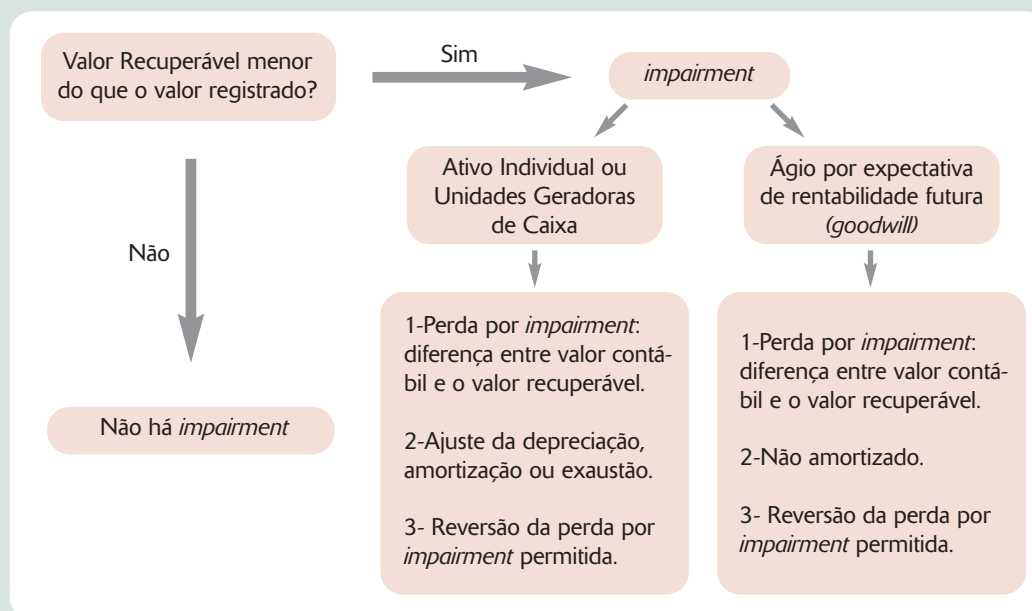 Valor Recuperável menor
do que o valor registrado?
Sim
impairment
Ativo Individual ou
Unidades Geradoras
de Caixa
Ágio por expectativa
de rentabilidade futura
(goodwill)
Não
Não há impairment
1-Perda por impairment:
diferença entre valor contá-
bil e o valor recuperável.
2-Ajuste da depreciação,
amortização ou exaustão.
3- Reversão da perda por
impairment permitida.
1-Perda por impairment:
diferença entre valor contá-
bil e o valor recuperável.
2-Não amortizado.
3- Reversão da perda por
impairment permitida.